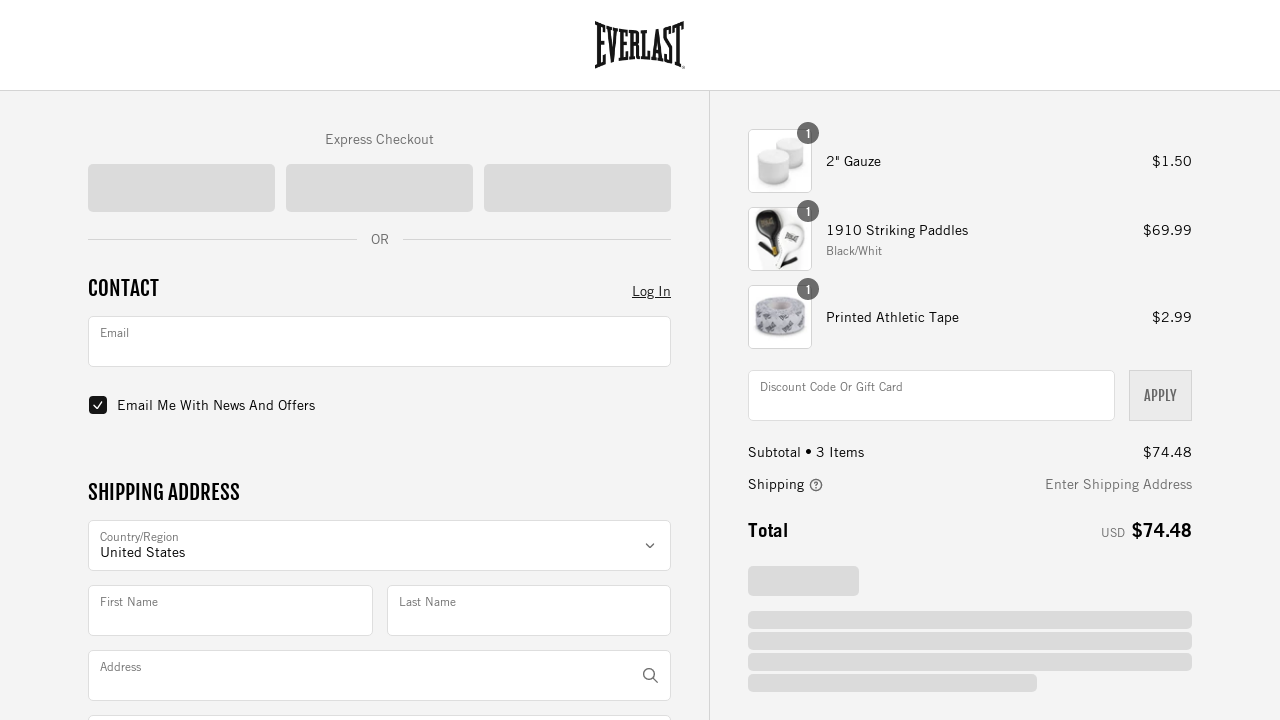 EVERLAST
Express Checkout
OR
CONTACT
Log In
Email
Email Me With News And Offers
SHIPPING ADDRESS
Country/Region
United States
First Name
Last Name
Address
1
2" Gauze
$1.50
1
1910 Striking Paddles
$69.99
Black/Whit
1
Printed Athletic Tape
$2.99
Discount Code Or Gift Card
APPLY
Subtotal • 3 Items
$74.48
Shipping
Enter Shipping Address
Total
USD $74.48